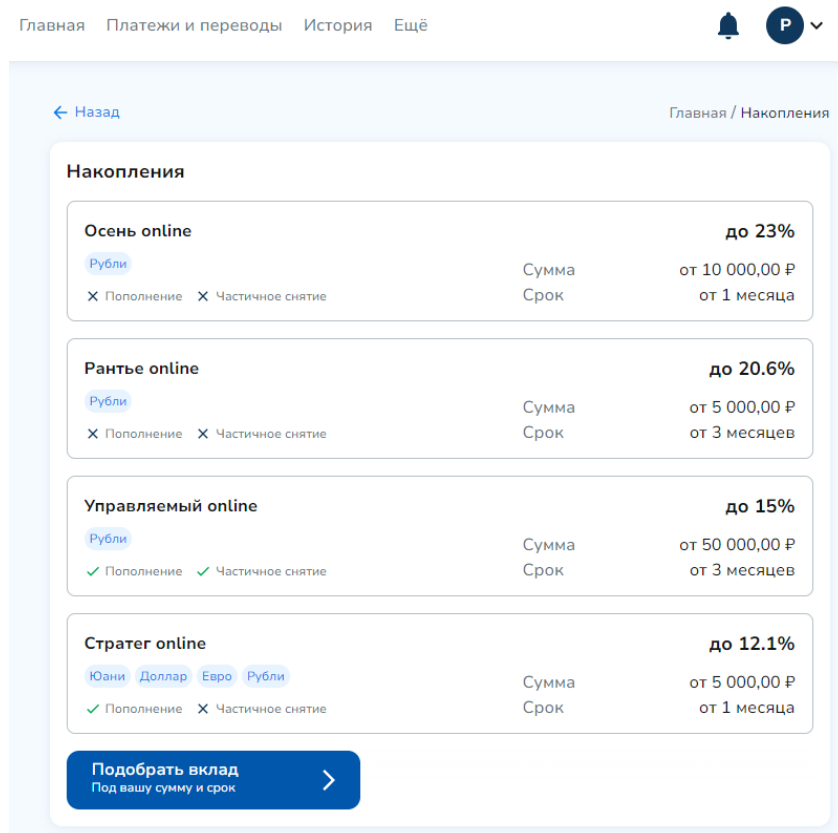 Главная Платежи и переводы История Ещё Р
Назад Главная / Накопления
Накопления
Осень online до 23%
Рубли
Сумма от 10 000,00 ₽
Пополнение Частичное снятие Срок от 1 месяца
Рантье online до 20.6%
Рубли
Сумма от 5 000,00 ₽
Пополнение Частичное снятие Срок от 3 месяцев
Управляемый online до 15%
Рубли
Сумма от 50 000,00 ₽
Пополнение Частичное снятие Срок от 3 месяцев
Стратег online до 12.1%
Юани Доллар Евро Рубли
Сумма от 5 000,00 ₽
Пополнение Частичное снятие Срок от 1 месяца
Подобрать вклад
Под вашу сумму и срок